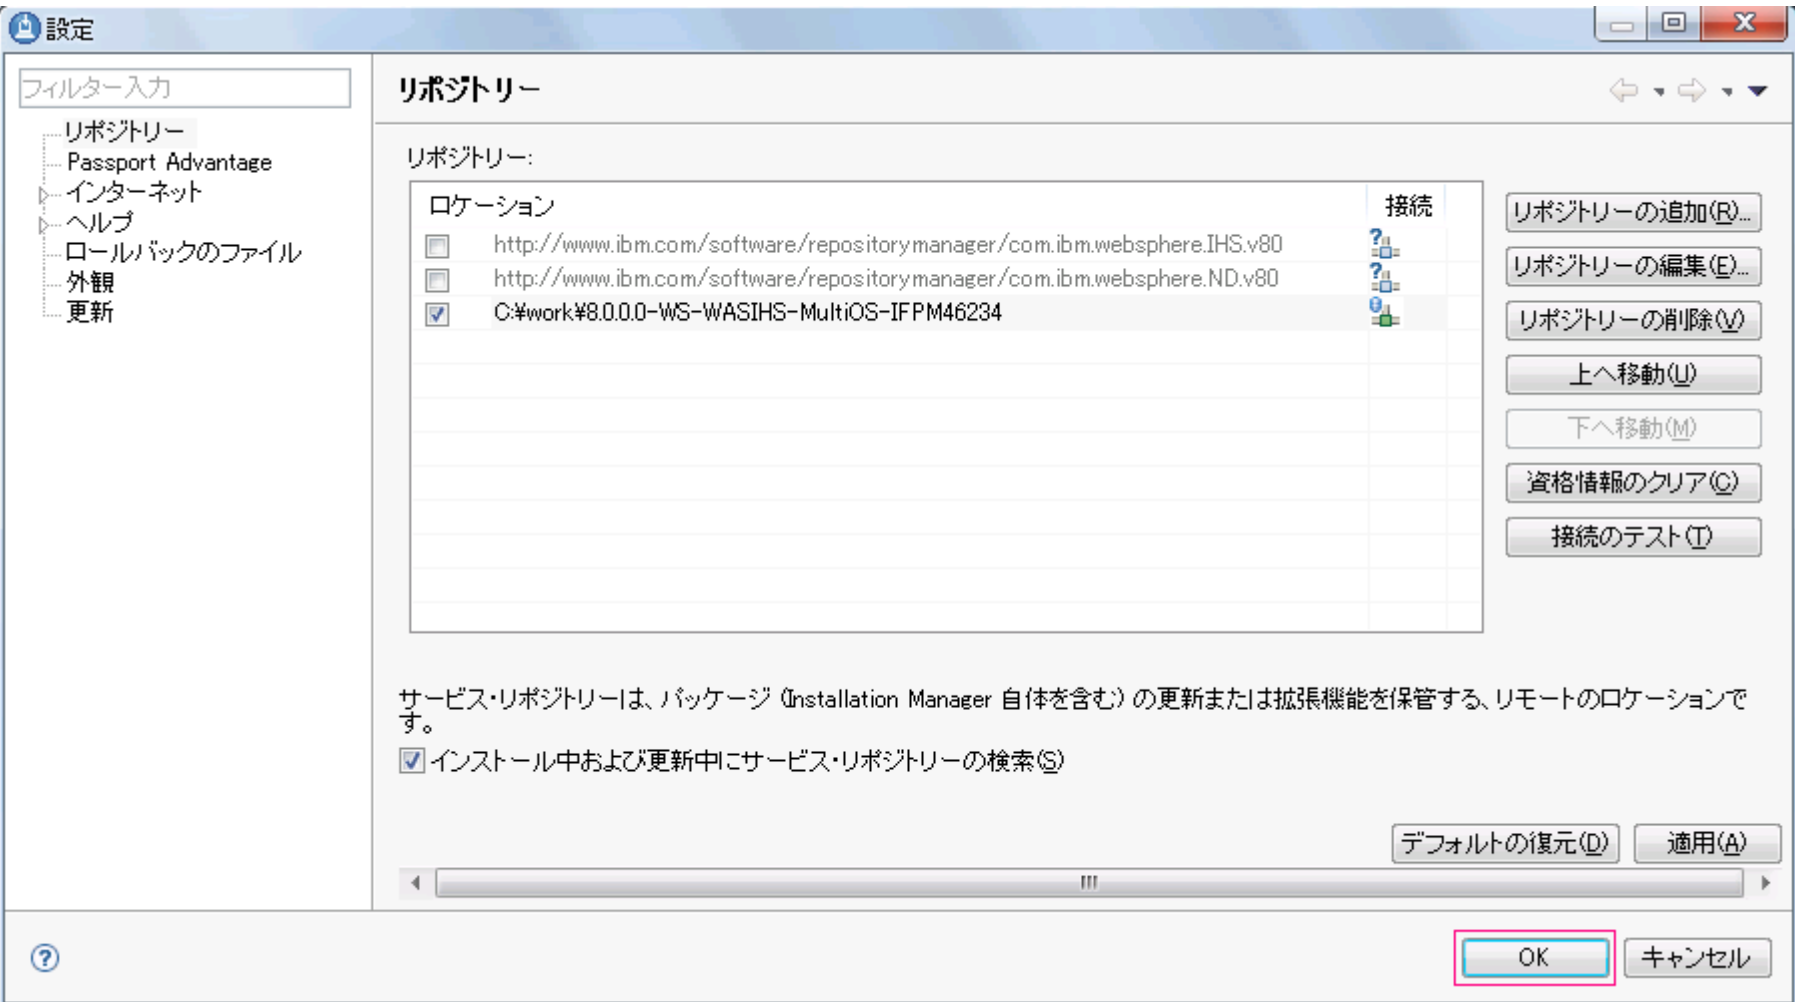 設定
フィルター入力
リポジトリー
Passport Advantage
インターネット
ヘルプ
ロールバックのファイル
外観
更新
リポジトリー
リポジトリー:
ロケーション 接続
http://www.ibm.com/software/repositorymanager/com.ibm.websphere.IHS.v80
http://www.ibm.com/software/repositorymanager/com.ibm.websphere.ND.v80
C:¥work¥8.0.0.0-WS-WASIHS-MultiOS-IFPM46234
リポジトリーの追加(R)...
リポジトリーの編集(E)...
リポジトリーの削除(V)
上へ移動(U)
下へ移動(M)
資格情報のクリア(C)
接続のテスト(T)
サービス・リポジトリーは、パッケージ (Installation Manager 自体を含む) の更新または拡張機能を保管する、リモートのロケーションで
す。
インストール中および更新中にサービス・リポジトリーの検索(S)
デフォルトの復元(D) 適用(A)
OK キャンセル